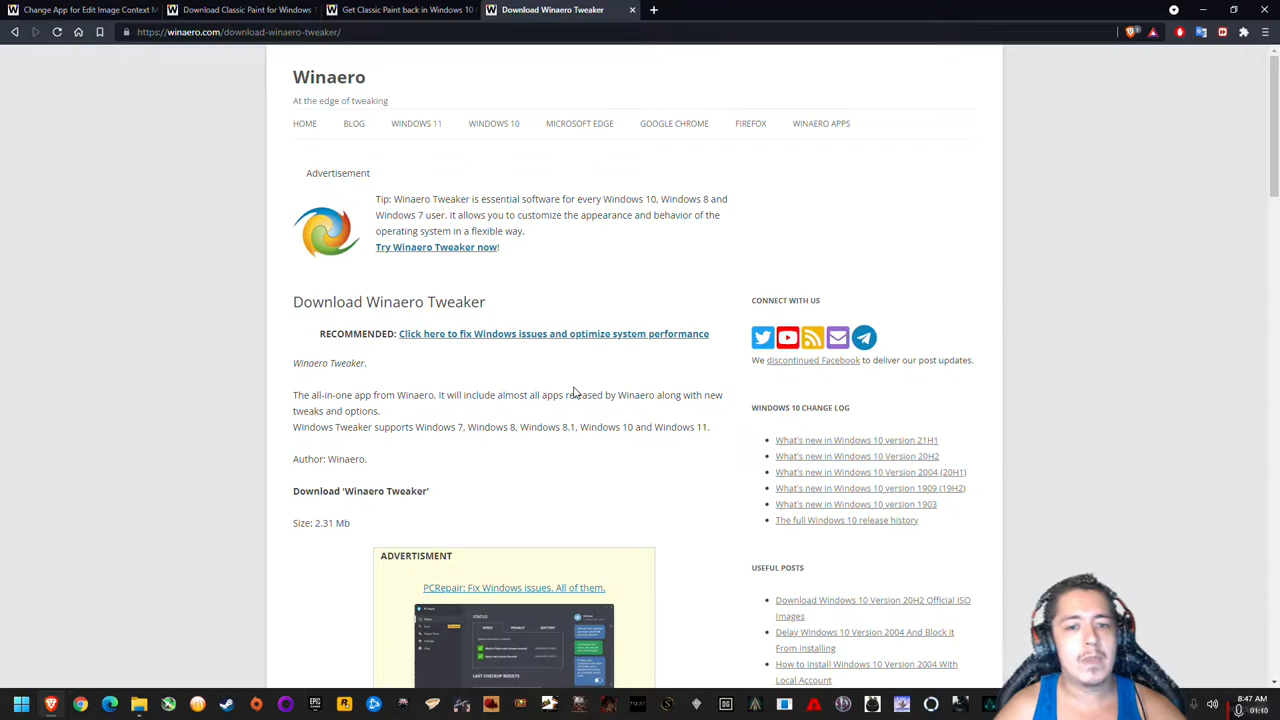 Change App for Edit Image Context M
Download Classic Paint for Windows
Get Classic Paint back in Windows 10
Download Winaero Tweaker
https://winaero.com/download-winaero-tweaker/
Winaero
At the edge of tweaking
HOME BLOG WINDOWS 11 WINDOWS 10 MICROSOFT EDGE GOOGLE CHROME FIREFOX WINAERO APPS
Advertisement
Tip: Winaero Tweaker is essential software for every Windows 10, Windows 8 and
Windows 7 user. It allows you to customize the appearance and behavior of the
operating system in a flexible way.
Try Winaero Tweaker now!
Download Winaero Tweaker
RECOMMENDED: Click here to fix Windows issues and optimize system performance
Winaero Tweaker.
The all-in-one app from Winaero. It will include almost all apps released by Winaero along with new
tweaks and options.
Windows Tweaker supports Windows 7, Windows 8, Windows 8.1, Windows 10 and Windows 11.
Author: Winaero.
Download 'Winaero Tweaker'
Size: 2.31 Mb
ADVERTISMENT
PCRepair: Fix Windows issues. All of them.
STATUS
LAST CHECKUP RESULTS
CONNECT WITH US
We discontinued Facebook to deliver our post updates.
WINDOWS 10 CHANGE LOG
What's new in Windows 10 version 21H1
What's new in Windows 10 Version 20H2
What's new in Windows 10 Version 2004 (20H1)
What's new in Windows 10 version 1909 (19H2)
What's new in Windows 10 version 1903
The full Windows 10 release history
USEFUL POSTS
Download Windows 10 Version 20H2 Official ISO
Images
Delay Windows 10 Version 2004 And Block It
From Installing
How to Install Windows 10 Version 2004 With
Local Account
EPIC
8:47 AM
01:10